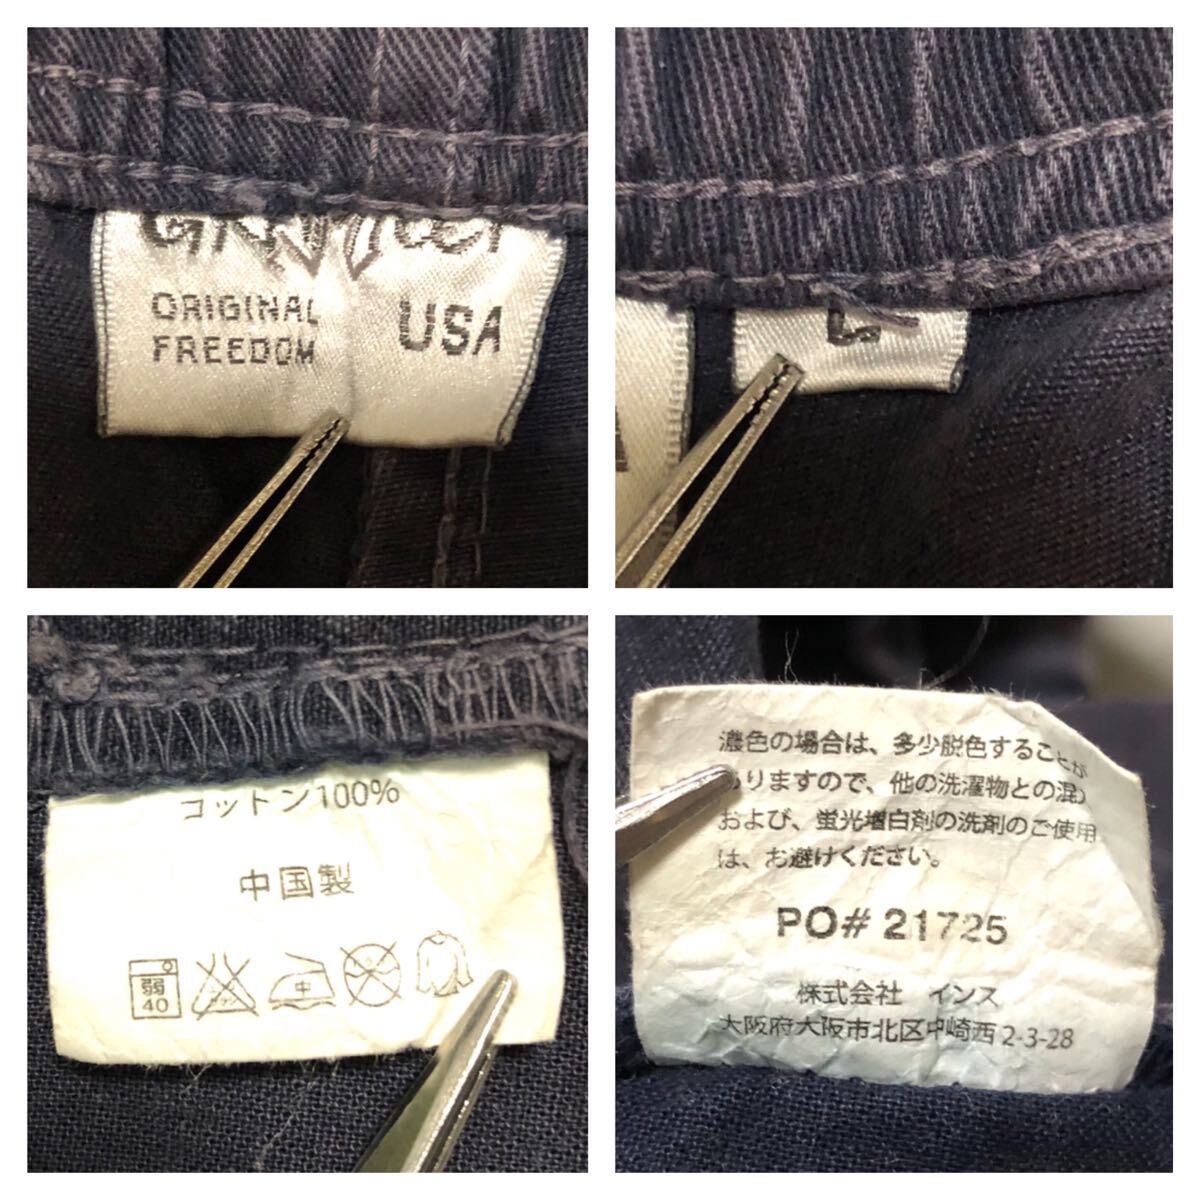 ORIGINAL
FREEDOM
USA
コットン100%
中国製
弱
40
中
濃色の場合は、多少脱色することが
ありますので、他の洗濯物との混
および、蛍光増白剤の洗剤のご使用
は、お避けください。
PO# 21725
株式会社 インス
大阪府大阪市北区中崎西 2-3-28